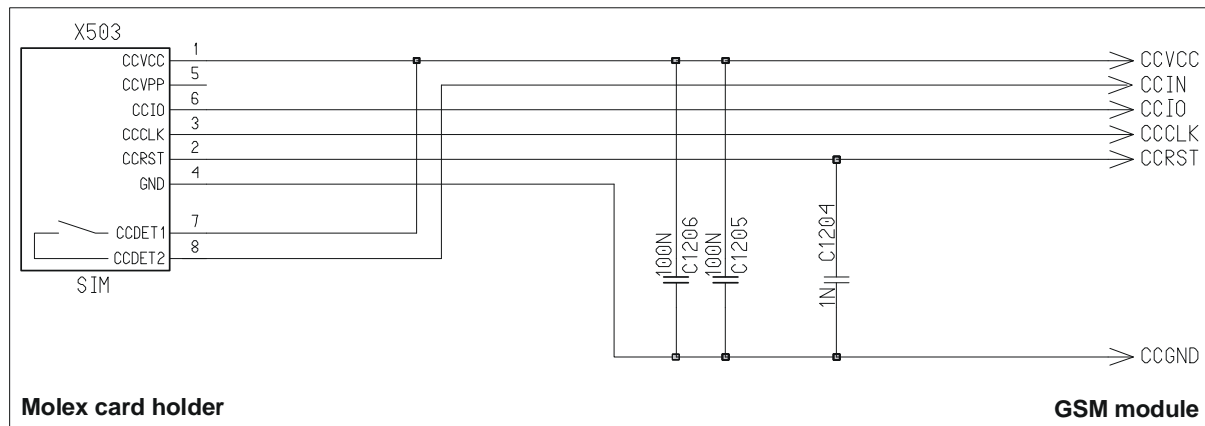 X503
CCVCC 1 CCVCC
CCVPP 5 CCIN
CCIO 6 CCIO
CCCLK 3 CCCLK
CCRST 2 CCRST
GND 4
CCDET1 7
CCDET2 8
SIM
100N C1206
100N C1205
1N C1204
CCGND
Molex card holder
GSM module